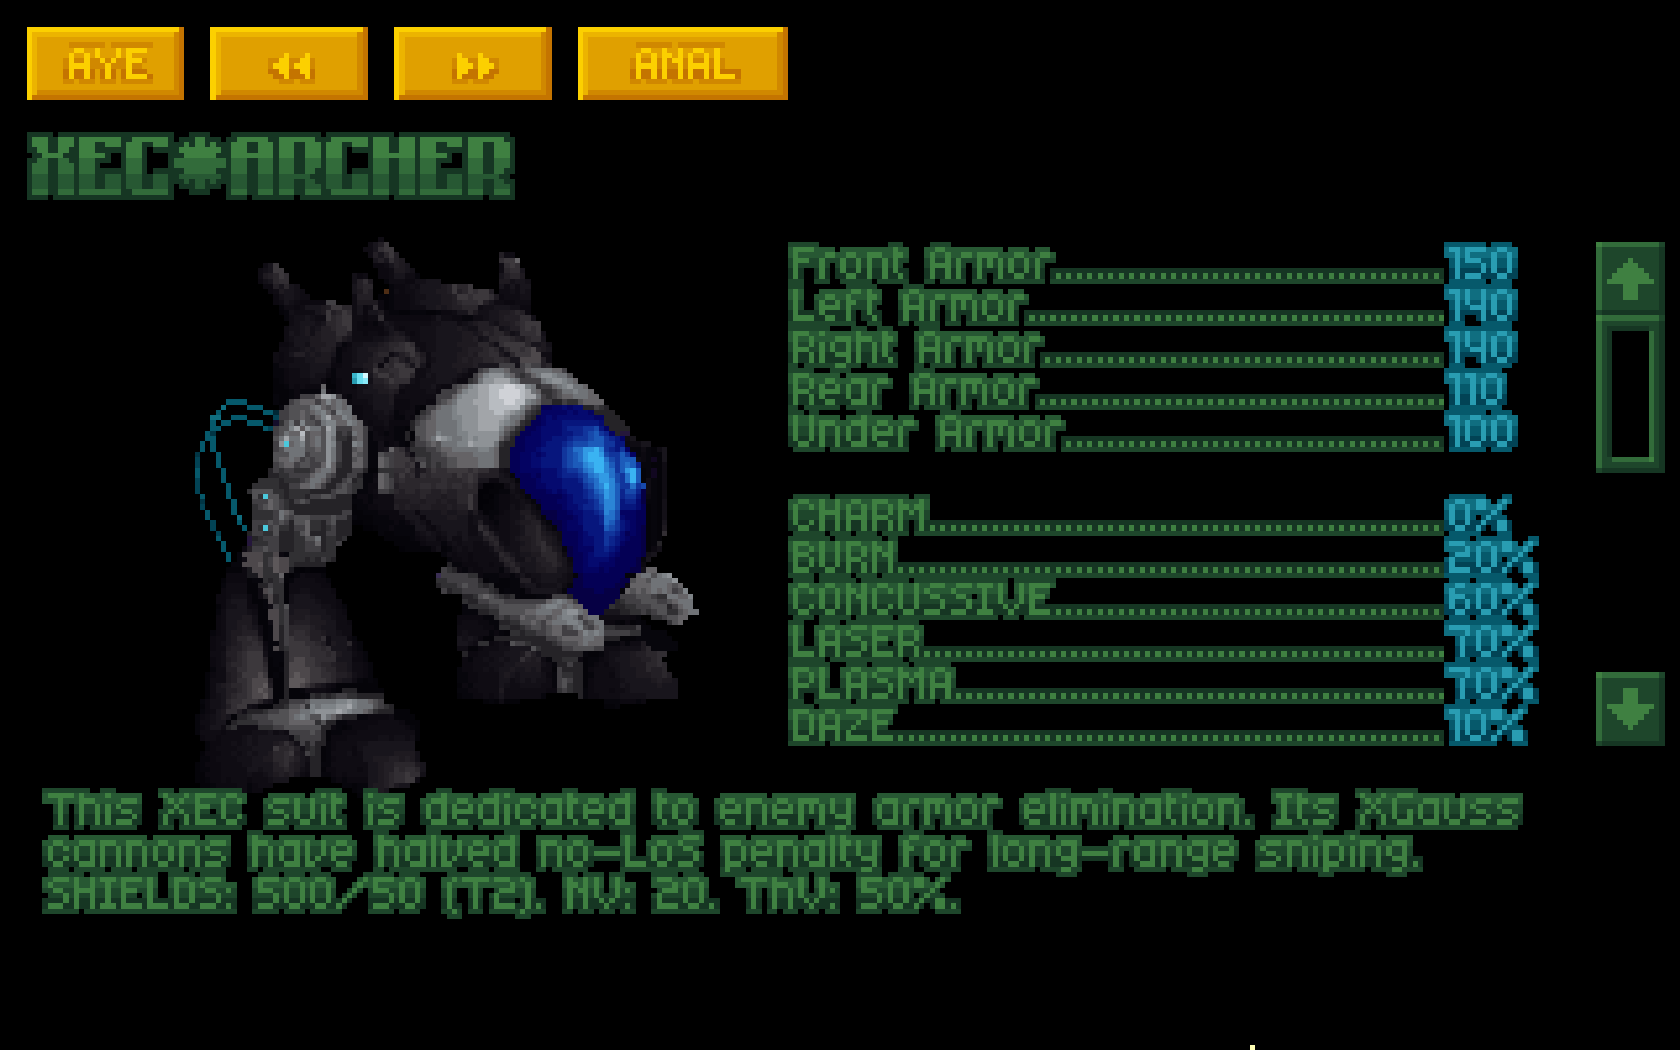 AYE
ANAL
XEC*ARCHER
Front Armor 150
Left Armor 140
Right Armor 140
Rear Armor 110
Under Armor 100
CHARM 0%
BURN 20%
CONCUSSIVE 60%
LASER 70%
PLASMA 70%
DAZE 10%
This XEC suit is dedicated to enemy armor elimination. Its XGauss
cannons have halved no-LoS penalty for long-range sniping.
SHIELDS: 500/50 (T2). NV: 20. ThV: 50%.